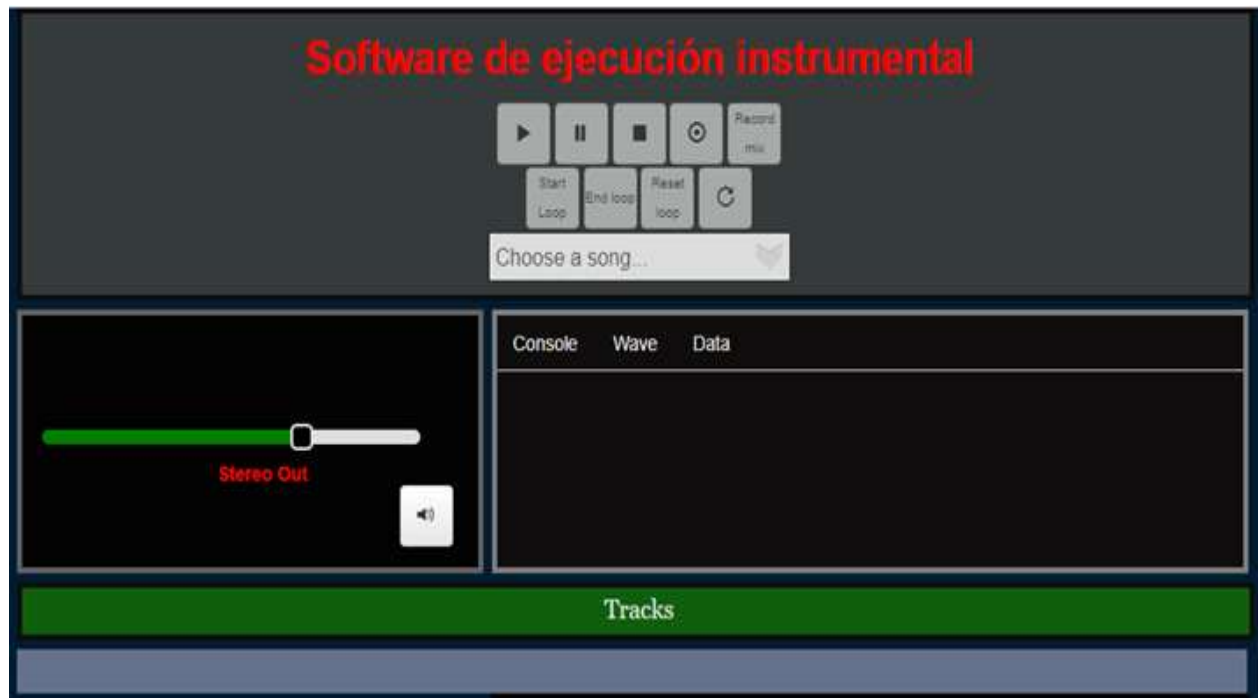 Software de ejecución instrumental
Record
mix
Start
Loop
End loop
Reset
loop
Choose a song...
Console Wave Data
Stereo Out
Tracks